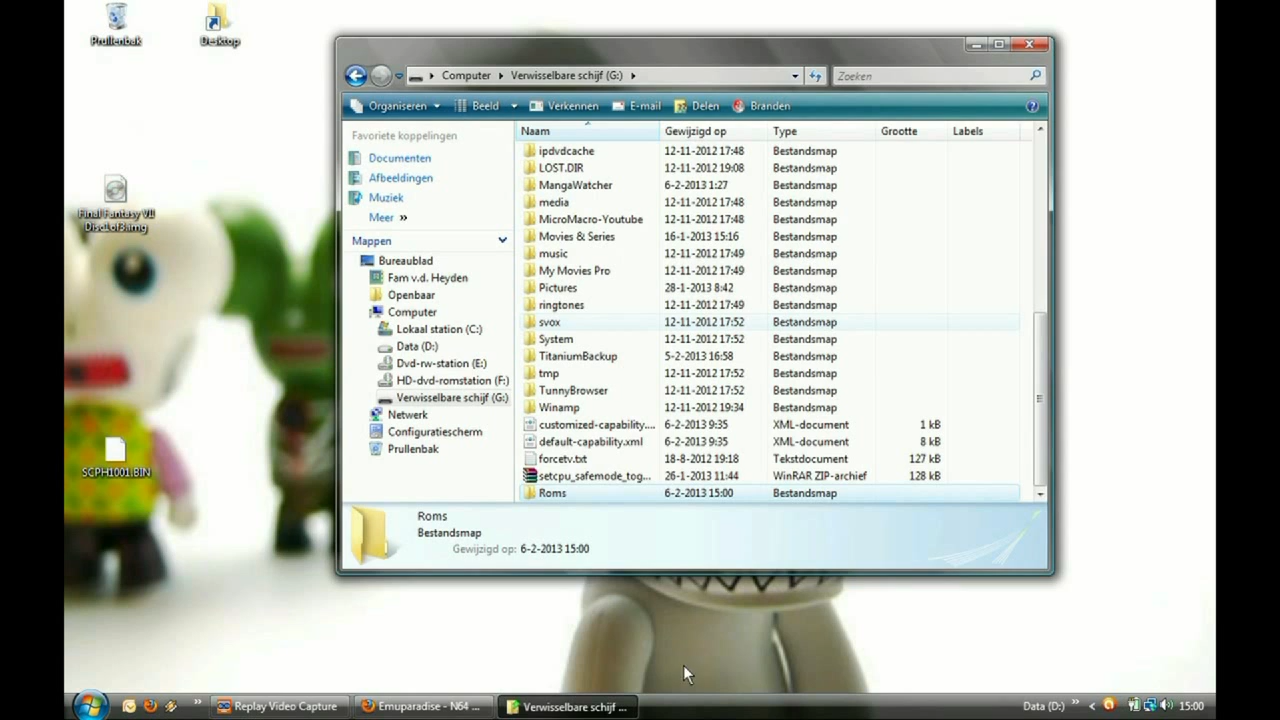 Prullenbak
Desktop
Final Fantasy VII
Disc1of3.img
SCPH1001.BIN
Computer Verwisselbare schijf (G:)
Zoeken
Organiseren Beeld Verkennen E-mail Delen Branden
Favoriete koppelingen
Documenten
Afbeeldingen
Muziek
Meer »
Mappen
Bureaublad
Fam v.d. Heyden
Openbaar
Computer
Lokaal station (C:)
Data (D:)
Dvd-rw-station (E:)
HD-dvd-romstation (F:)
Verwisselbare schijf (G:)
Netwerk
Configuratiescherm
Prullenbak
Naam Gewijzigd op Type Grootte Labels
ipdvdcache 12-11-2012 17:48 Bestandsmap
LOST.DIR 12-11-2012 19:08 Bestandsmap
MangaWatcher 6-2-2013 1:27 Bestandsmap
media 12-11-2012 17:48 Bestandsmap
MicroMacro-Youtube 12-11-2012 17:48 Bestandsmap
Movies & Series 16-1-2013 15:16 Bestandsmap
music 12-11-2012 17:49 Bestandsmap
My Movies Pro 12-11-2012 17:49 Bestandsmap
Pictures 28-1-2013 8:42 Bestandsmap
ringtones 12-11-2012 17:49 Bestandsmap
svox 12-11-2012 17:52 Bestandsmap
System 12-11-2012 17:52 Bestandsmap
TitaniumBackup 5-2-2013 16:58 Bestandsmap
tmp 12-11-2012 17:52 Bestandsmap
TunnyBrowser 12-11-2012 17:52 Bestandsmap
Winamp 12-11-2012 19:34 Bestandsmap
customized-capability.... 6-2-2013 9:35 XML-document 1 kB
default-capability.xml 6-2-2013 9:35 XML-document 8 kB
forcetv.txt 18-8-2012 19:18 Tekstdocument 127 kB
setcpu_safemode_tog... 26-1-2013 11:44 WinRAR ZIP-archief 128 kB
Roms 6-2-2013 15:00 Bestandsmap
Roms
Bestandsmap
Gewijzigd op: 6-2-2013 15:00
» Replay Video Capture Emuparadise - N64 ... Verwisselbare schijf ... Data (D:) » 15:00